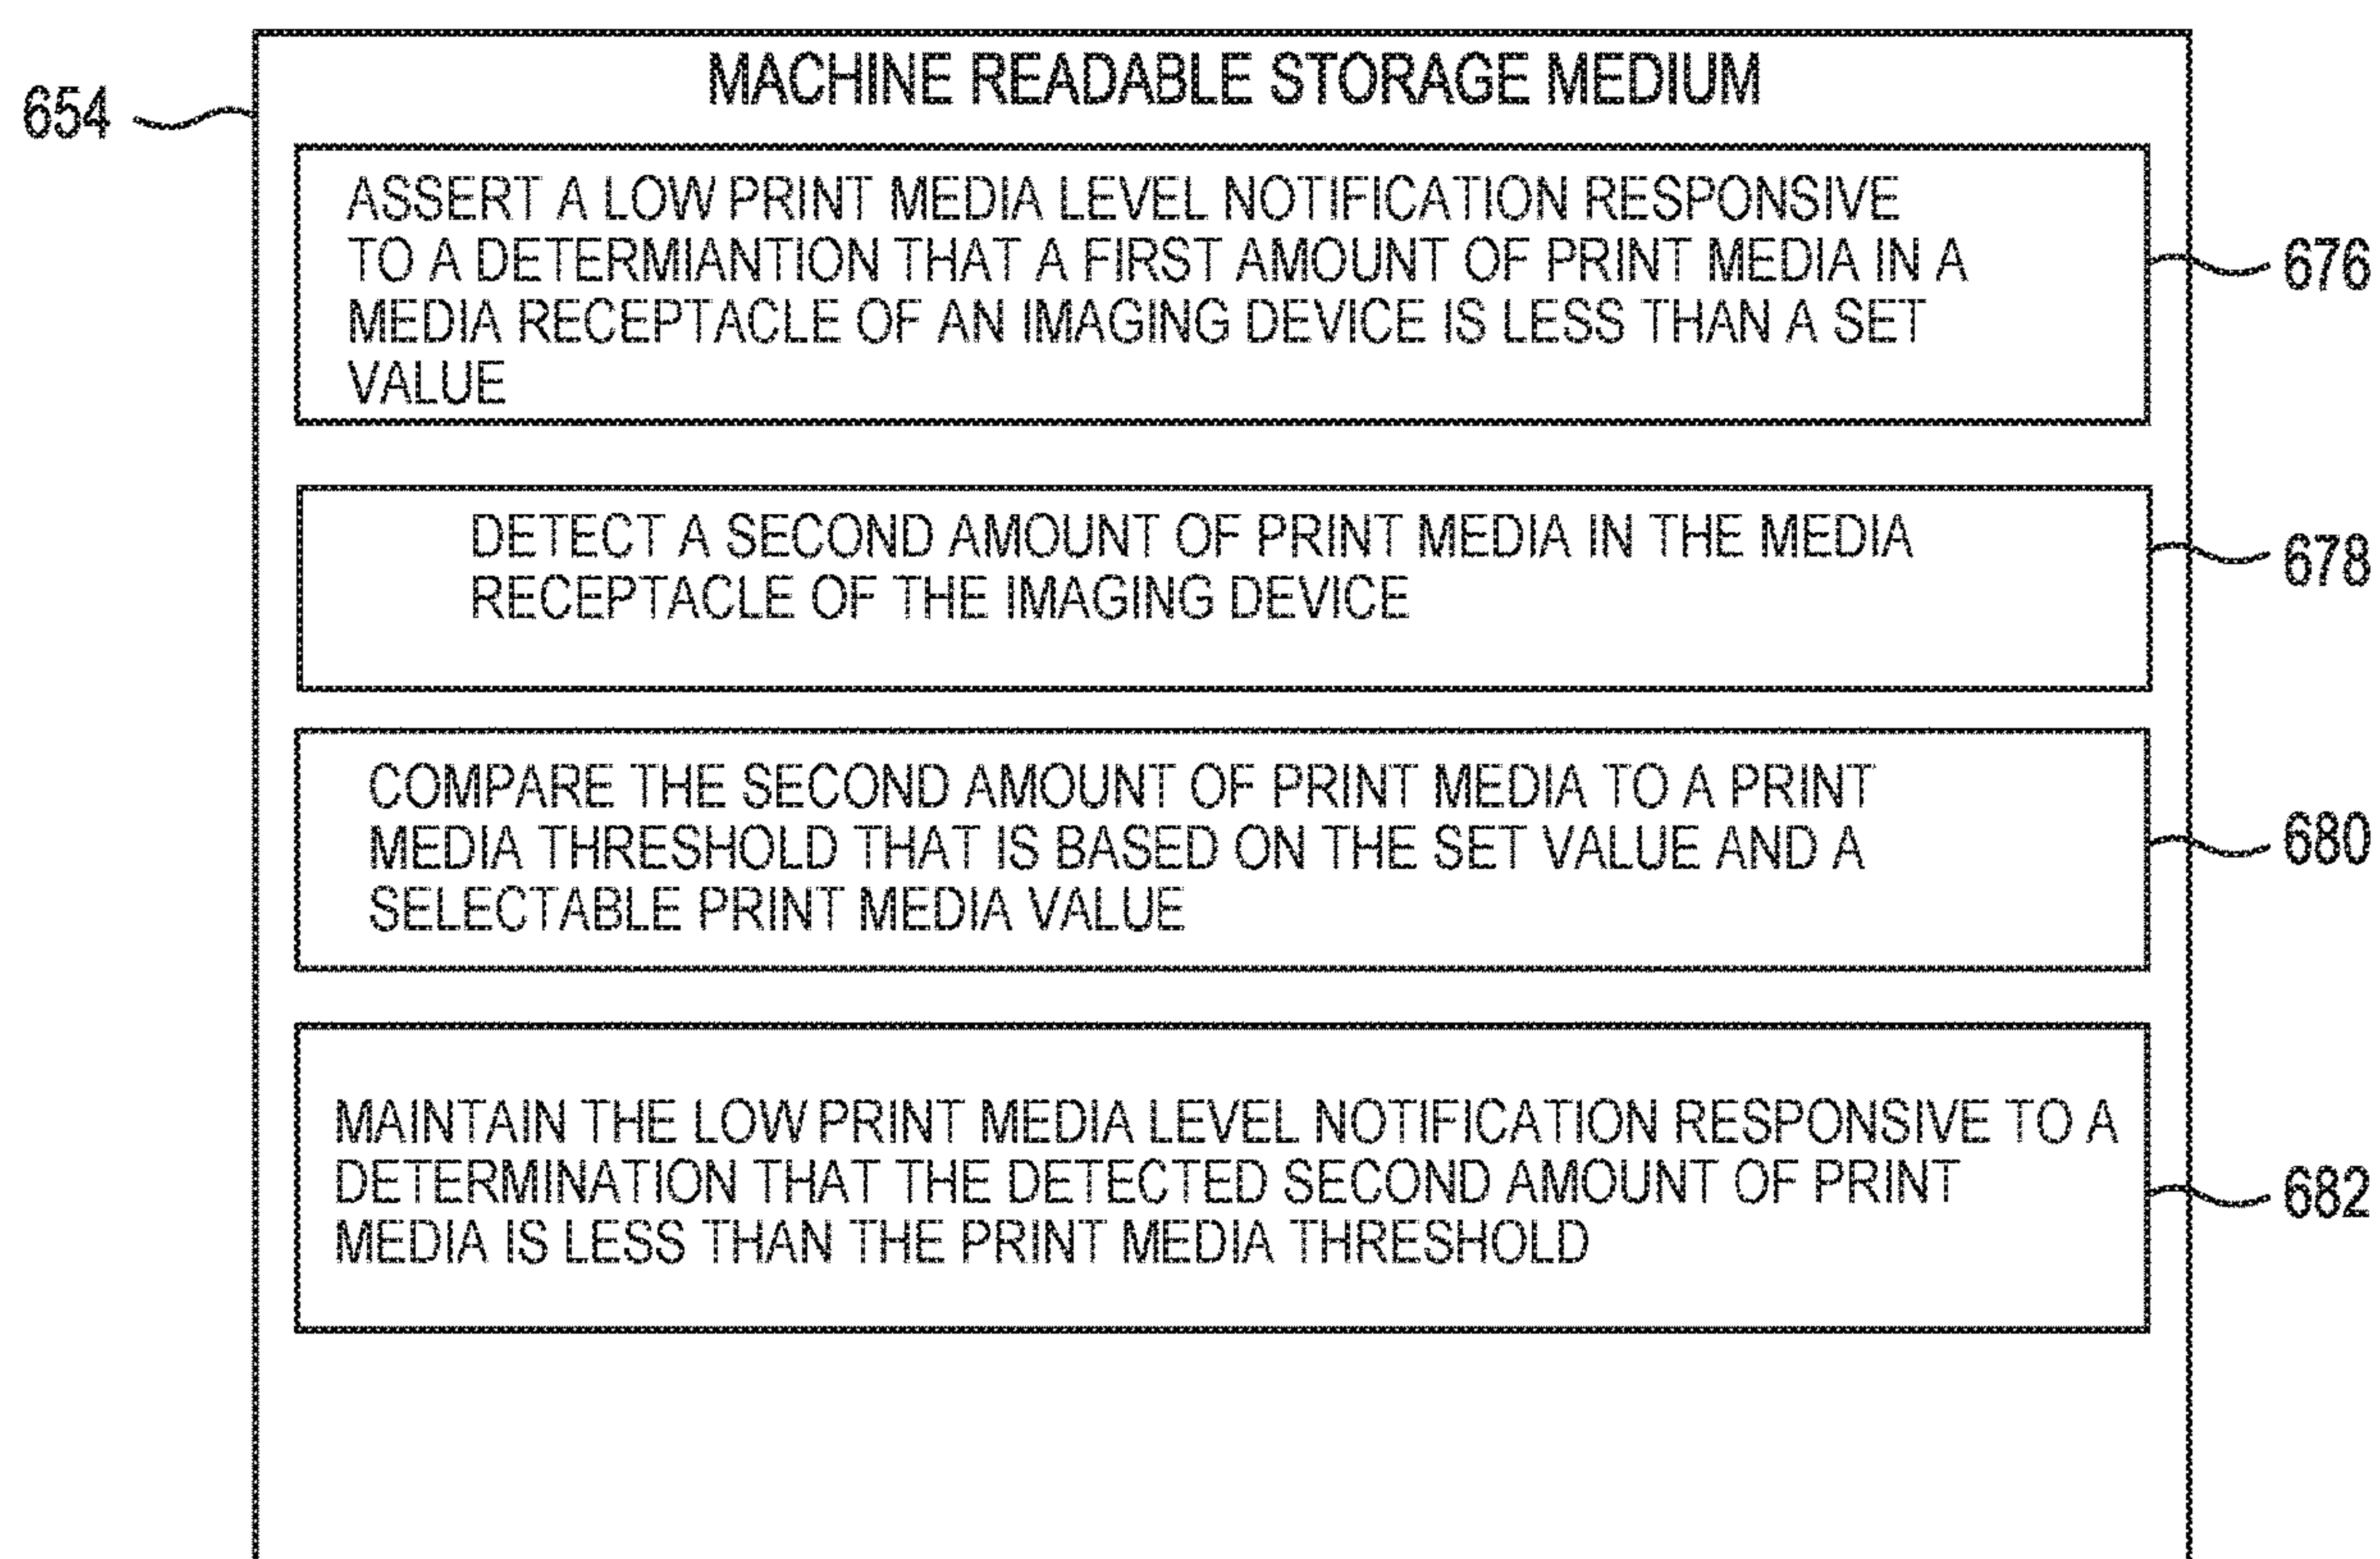 MACHINE READABLE STORAGE MEDIUM
654
ASSERT A LOW PRINT MEDIA LEVEL NOTIFICATION RESPONSIVE
TO A DETERMIANTION THAT A FIRST AMOUNT OF PRINT MEDIA IN A
MEDIA RECEPTACLE OF AN IMAGING DEVICE IS LESS THAN A SET
VALUE
676
DETECT A SECOND AMOUNT OF PRINT MEDIA IN THE MEDIA
RECEPTACLE OF THE IMAGING DEVICE
678
COMPARE THE SECOND AMOUNT OF PRINT MEDIA TO A PRINT
MEDIA THRESHOLD THAT IS BASED ON THE SET VALUE AND A
SELECTABLE PRINT MEDIA VALUE
680
MAINTAIN THE LOW PRINT MEDIA LEVEL NOTIFICATION RESPONSIVE TO A
DETERMINATION THAT THE DETECTED SECOND AMOUNT OF PRINT
MEDIA IS LESS THAN THE PRINT MEDIA THRESHOLD
682